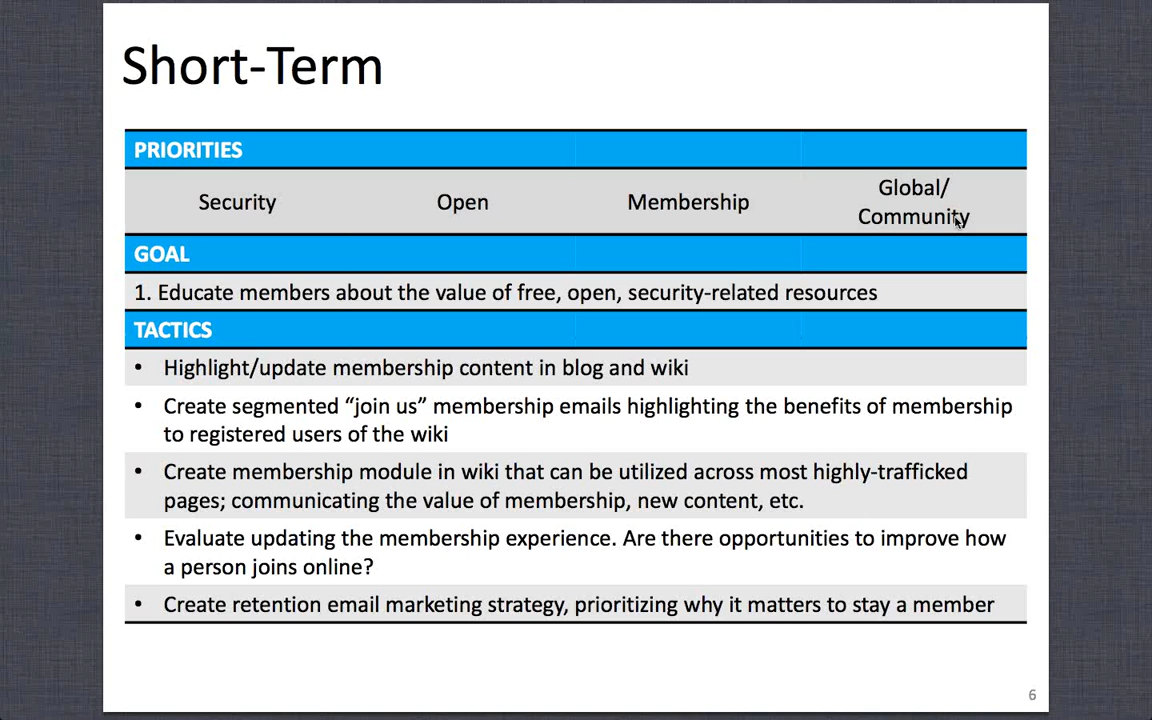 Short-Term
PRIORITIES
Security Open Membership Global/
Community
GOAL
1. Educate members about the value of free, open, security-related resources
TACTICS
• Highlight/update membership content in blog and wiki
• Create segmented “join us” membership emails highlighting the benefits of membership
to registered users of the wiki
• Create membership module in wiki that can be utilized across most highly-trafficked
pages; communicating the value of membership, new content, etc.
• Evaluate updating the membership experience. Are there opportunities to improve how
a person joins online?
• Create retention email marketing strategy, prioritizing why it matters to stay a member
6